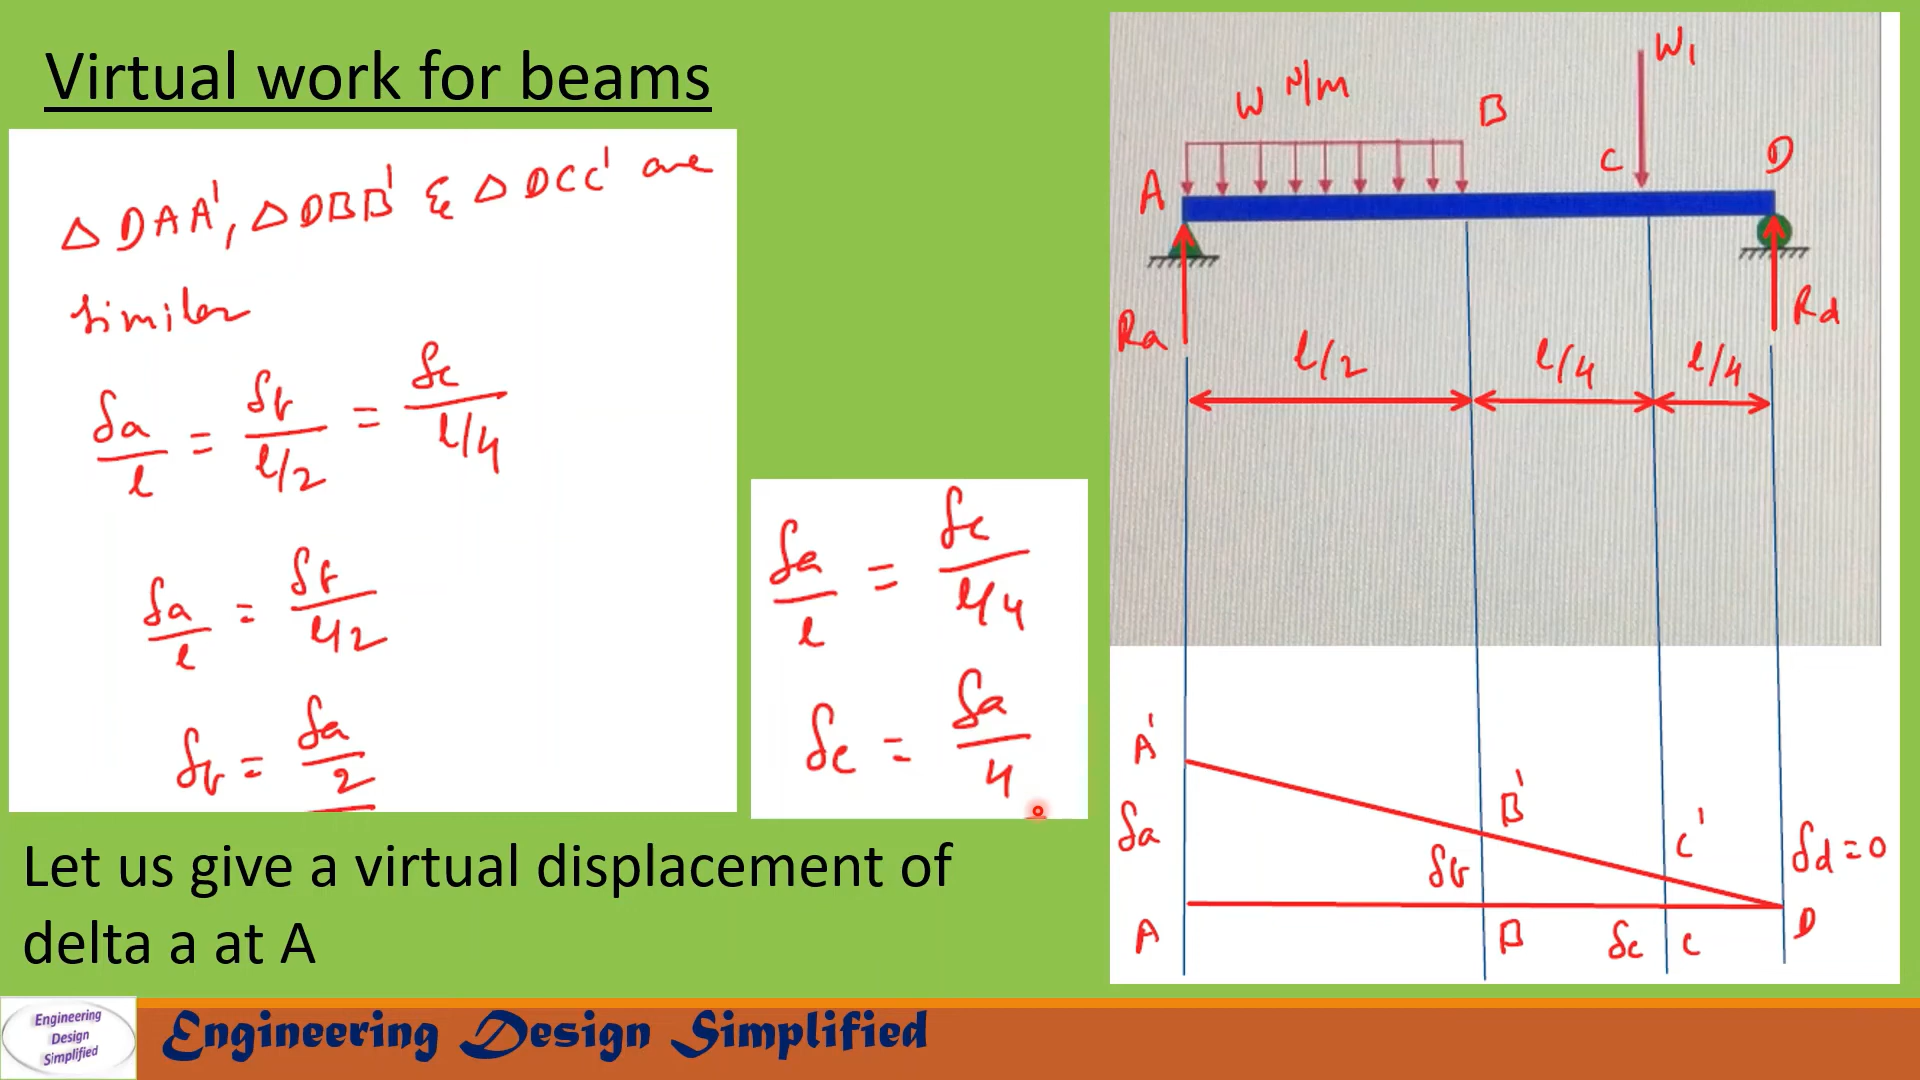 Virtual work for beams
△ DAA', △ DBB' & △ DCC' are
similar
δa/l = δb/l/2 = δc/l/4
δa/l = δb/l/2
δb = δa/2
δa/l = δc/l/4
δc = δa/4
Let us give a virtual displacement of
delta a at A
W N/m
W1
A
B
C
D
Ra
Rd
l/2
l/4
l/4
A'
B'
C'
δa
δb
δd = 0
A
B
δc
C
D
Engineering
Design
Simplified
Engineering Design Simplified